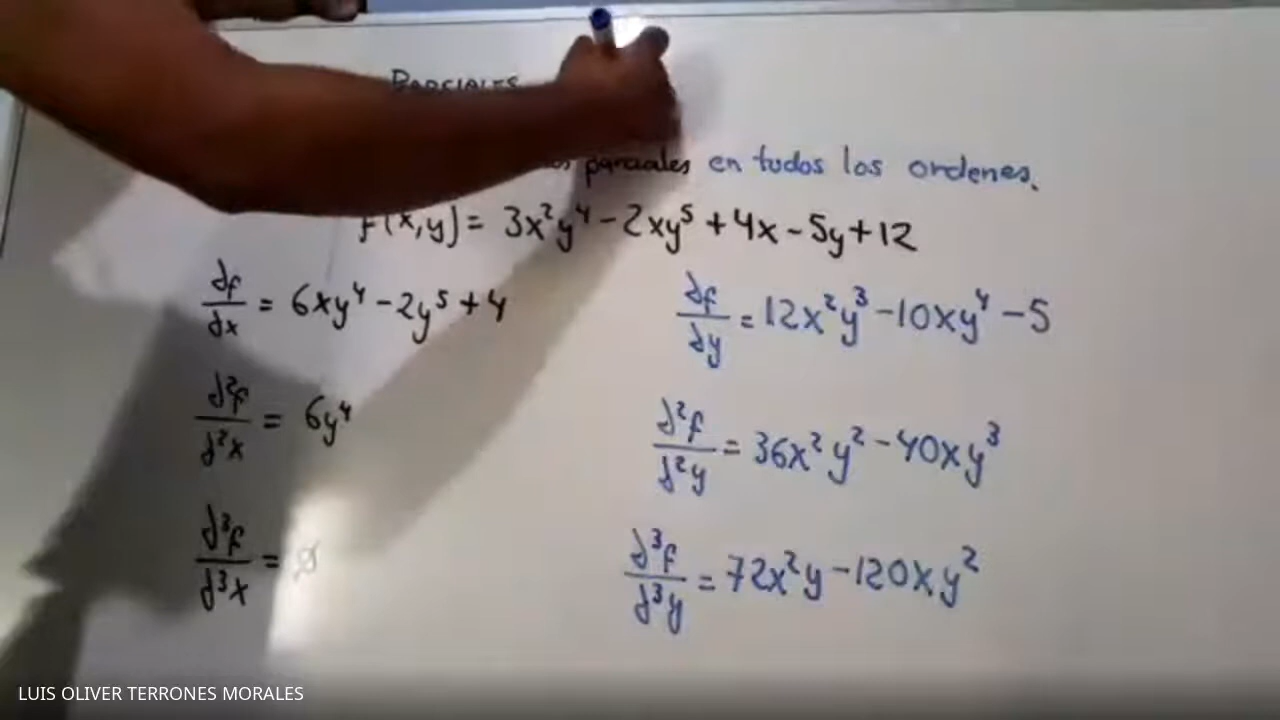 PARCIALES
parciales en todos los ordenes.
f(x,y) = 3x²y⁴ - 2xy⁵ + 4x - 5y + 12
∂f/∂x = 6xy⁴ - 2y⁵ + 4
∂²f/∂²x = 6y⁴
∂³f/∂³x = ∅
∂f/∂y = 12x²y³ - 10xy⁴ - 5
∂²f/∂²y = 36x²y² - 40xy³
∂³f/∂³y = 72x²y - 120xy²
LUIS OLIVER TERRONES MORALES